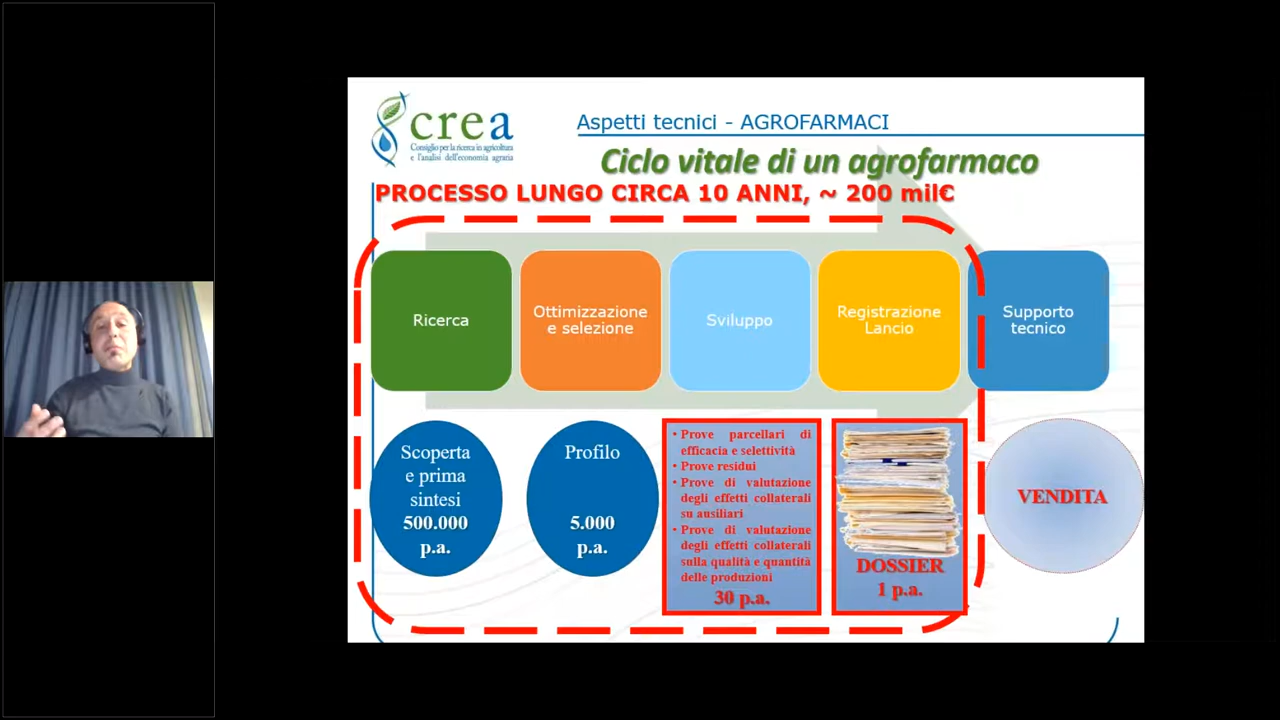 crea
Consiglio per la ricerca in agricoltura
e l'analisi dell'economia agraria
Aspetti tecnici - AGROFARMACI
Ciclo vitale di un agrofarmaco
PROCESSO LUNGO CIRCA 10 ANNI, ~ 200 mil€
Ricerca
Ottimizzazione
e selezione
Sviluppo
Registrazione
Lancio
Supporto
tecnico
Scoperta
e prima
sintesi
500.000
p.a.
Profilo
5.000
p.a.
• Prove parcellari di
efficacia e selettività
• Prove residui
• Prove di valutazione
degli effetti collaterali
su ausiliari
• Prove di valutazione
degli effetti collaterali
sulla qualità e quantità
delle produzioni
30 p.a.
DOSSIER
1 p.a.
VENDITA